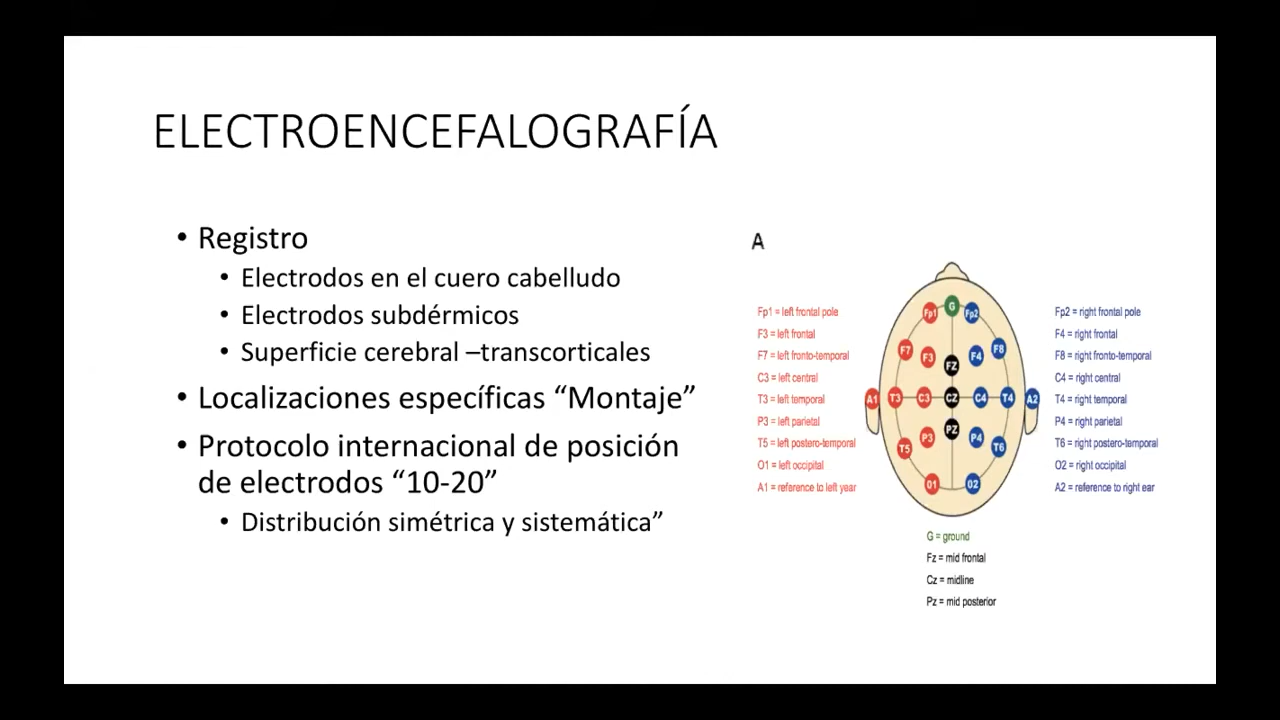 ELECTROENCEFALOGRAFÍA
• Registro
• Electrodos en el cuero cabelludo
• Electrodos subdérmicos
• Superficie cerebral –transcorticales
• Localizaciones específicas “Montaje”
• Protocolo internacional de posición
de electrodos “10-20”
• Distribución simétrica y sistemática”
A
Fp1 = left frontal pole
F3 = left frontal
F7 = left fronto-temporal
C3 = left central
T3 = left temporal
P3 = left parietal
T5 = left postero-temporal
O1 = left occipital
A1 = reference to left year
Fp1 G Fp2
F7 F3 FZ F4 F8
A1 T3 C3 CZ C4 T4 A2
T5 P3 PZ P4 T6
O1 O2
Fp2 = right frontal pole
F4 = right frontal
F8 = right fronto-temporal
C4 = right central
T4 = right temporal
P4 = right parietal
T6 = right postero-temporal
O2 = right occipital
A2 = reference to right ear
G = ground
Fz = mid frontal
Cz = midline
Pz = mid posterior